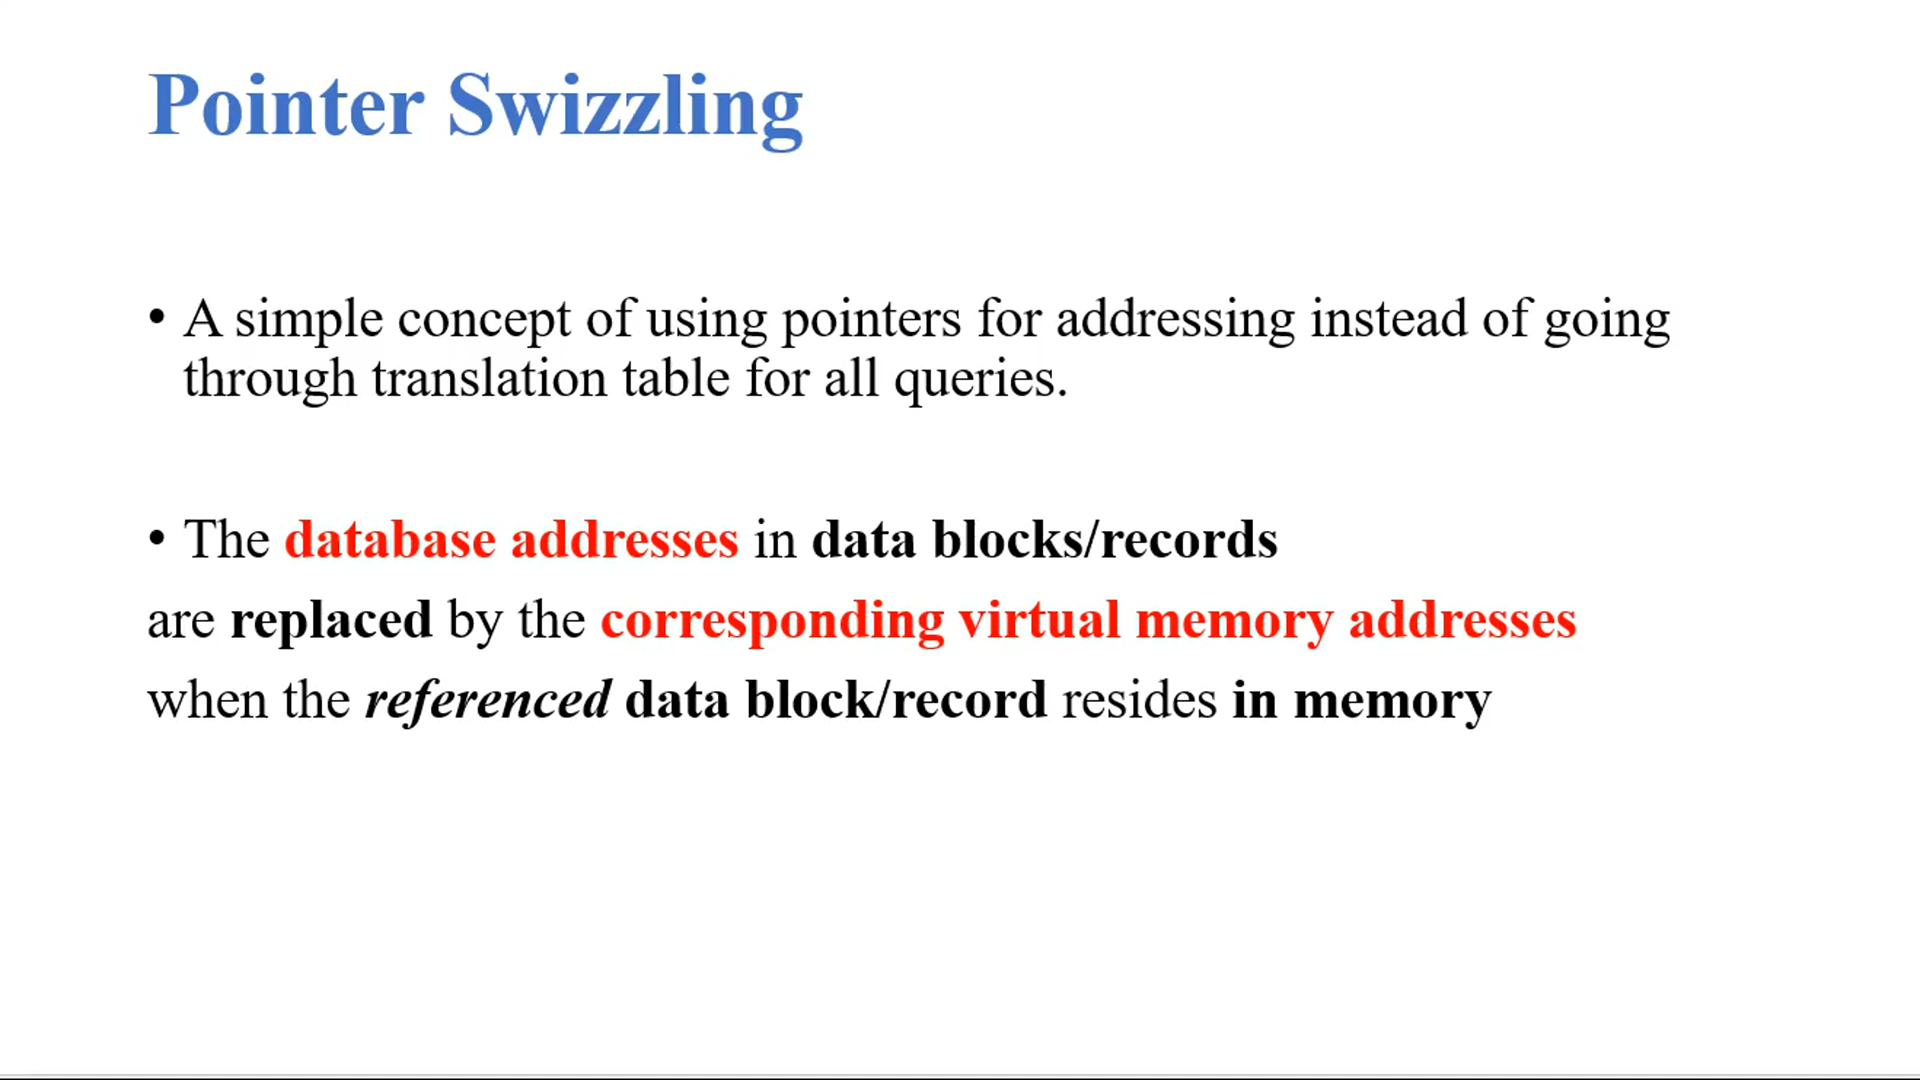 Pointer Swizzling
• A simple concept of using pointers for addressing instead of going
through translation table for all queries.
• The database addresses in data blocks/records
are replaced by the corresponding virtual memory addresses
when the referenced data block/record resides in memory